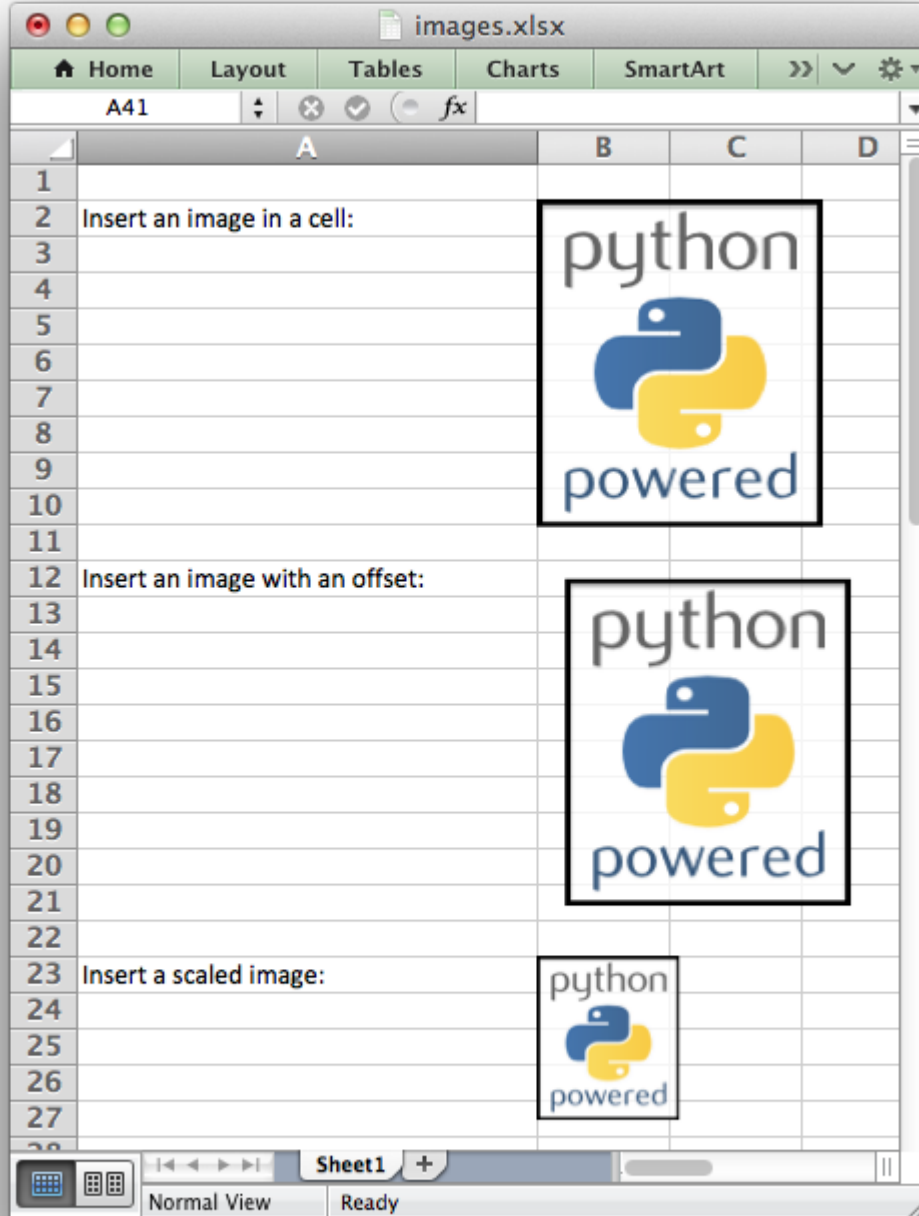 images.xlsx
Home Layout Tables Charts SmartArt
A41 fx
A B C D
1
2 Insert an image in a cell:
python
3
4
5
6
7
8
9
powered
10
11
12 Insert an image with an offset:
python
13
14
15
16
17
18
19
20
powered
21
22
23 Insert a scaled image:
python
24
25
26
powered
27
28
Sheet1 +
Normal View Ready